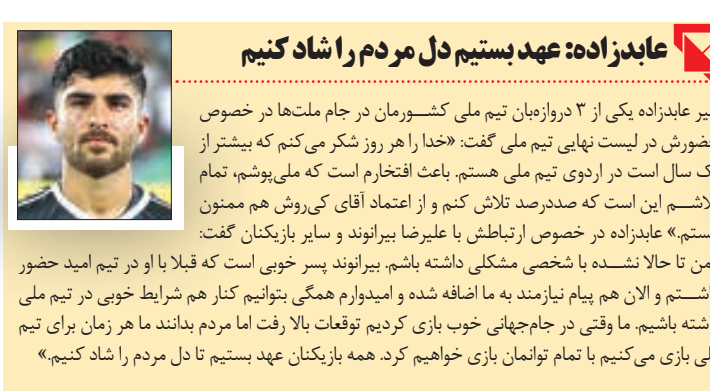 عابدزاده: عهد بستیم دل مردم را شاد کنیم
یر عابدزاده یکی از ۳ دروازه‌بان تیم ملی کشورمان در جام ملت‌ها در خصوص
ضورش در لیست نهایی تیم ملی گفت: «خدا را هر روز شکر می‌کنم که بیشتر از
ک سال است در اردوی تیم ملی هستم. باعث افتخارم است که ملی‌پوشم، تمام
لاشم این است که صددرصد تلاش کنم و از اعتماد آقای کی‌روش هم ممنون
ستم.» عابدزاده در خصوص ارتباطش با علیرضا بیرانوند و سایر بازیکنان گفت:
من تا حالا نشده با شخصی مشکلی داشته باشم. بیرانوند پسر خوبی است که قبلا با او در تیم امید حضور
اشتم و الان هم پیام نیازمند به ما اضافه شده و امیدوارم همگی بتوانیم کنار هم شرایط خوبی در تیم ملی
اشته باشیم. ما وقتی در جام‌جهانی خوب بازی کردیم توقعات بالا رفت اما مردم بدانند ما هر زمان برای تیم
لی بازی می‌کنیم با تمام توانمان بازی خواهیم کرد. همه بازیکنان عهد بستیم تا دل مردم را شاد کنیم.»